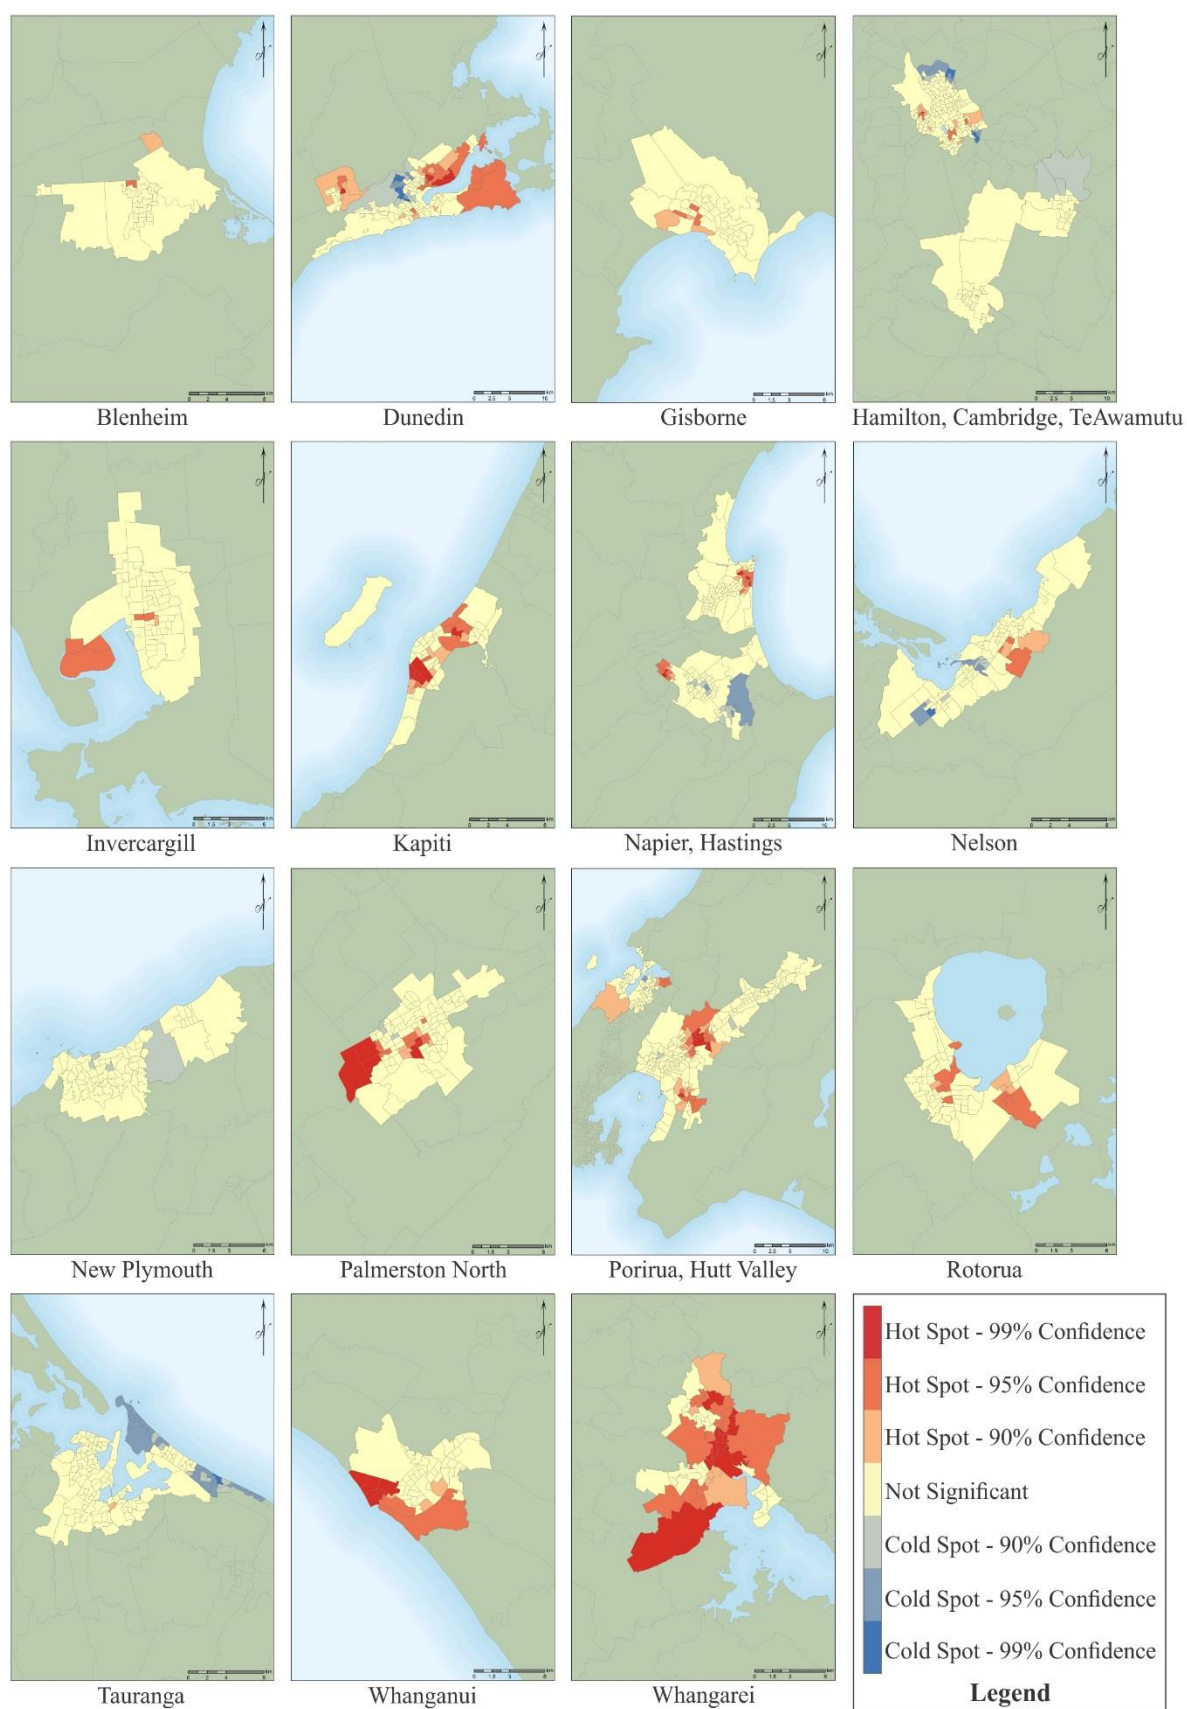 Blenheim
Dunedin
Gisborne
Hamilton, Cambridge, TeAwamutu
Invercargill
Kapiti
Napier, Hastings
Nelson
New Plymouth
Palmerston North
Porirua, Hutt Valley
Rotorua
Tauranga
Whanganui
Whangarei
Hot Spot - 99% Confidence
Hot Spot - 95% Confidence
Hot Spot - 90% Confidence
Not Significant
Cold Spot - 90% Confidence
Cold Spot - 95% Confidence
Cold Spot - 99% Confidence
Legend